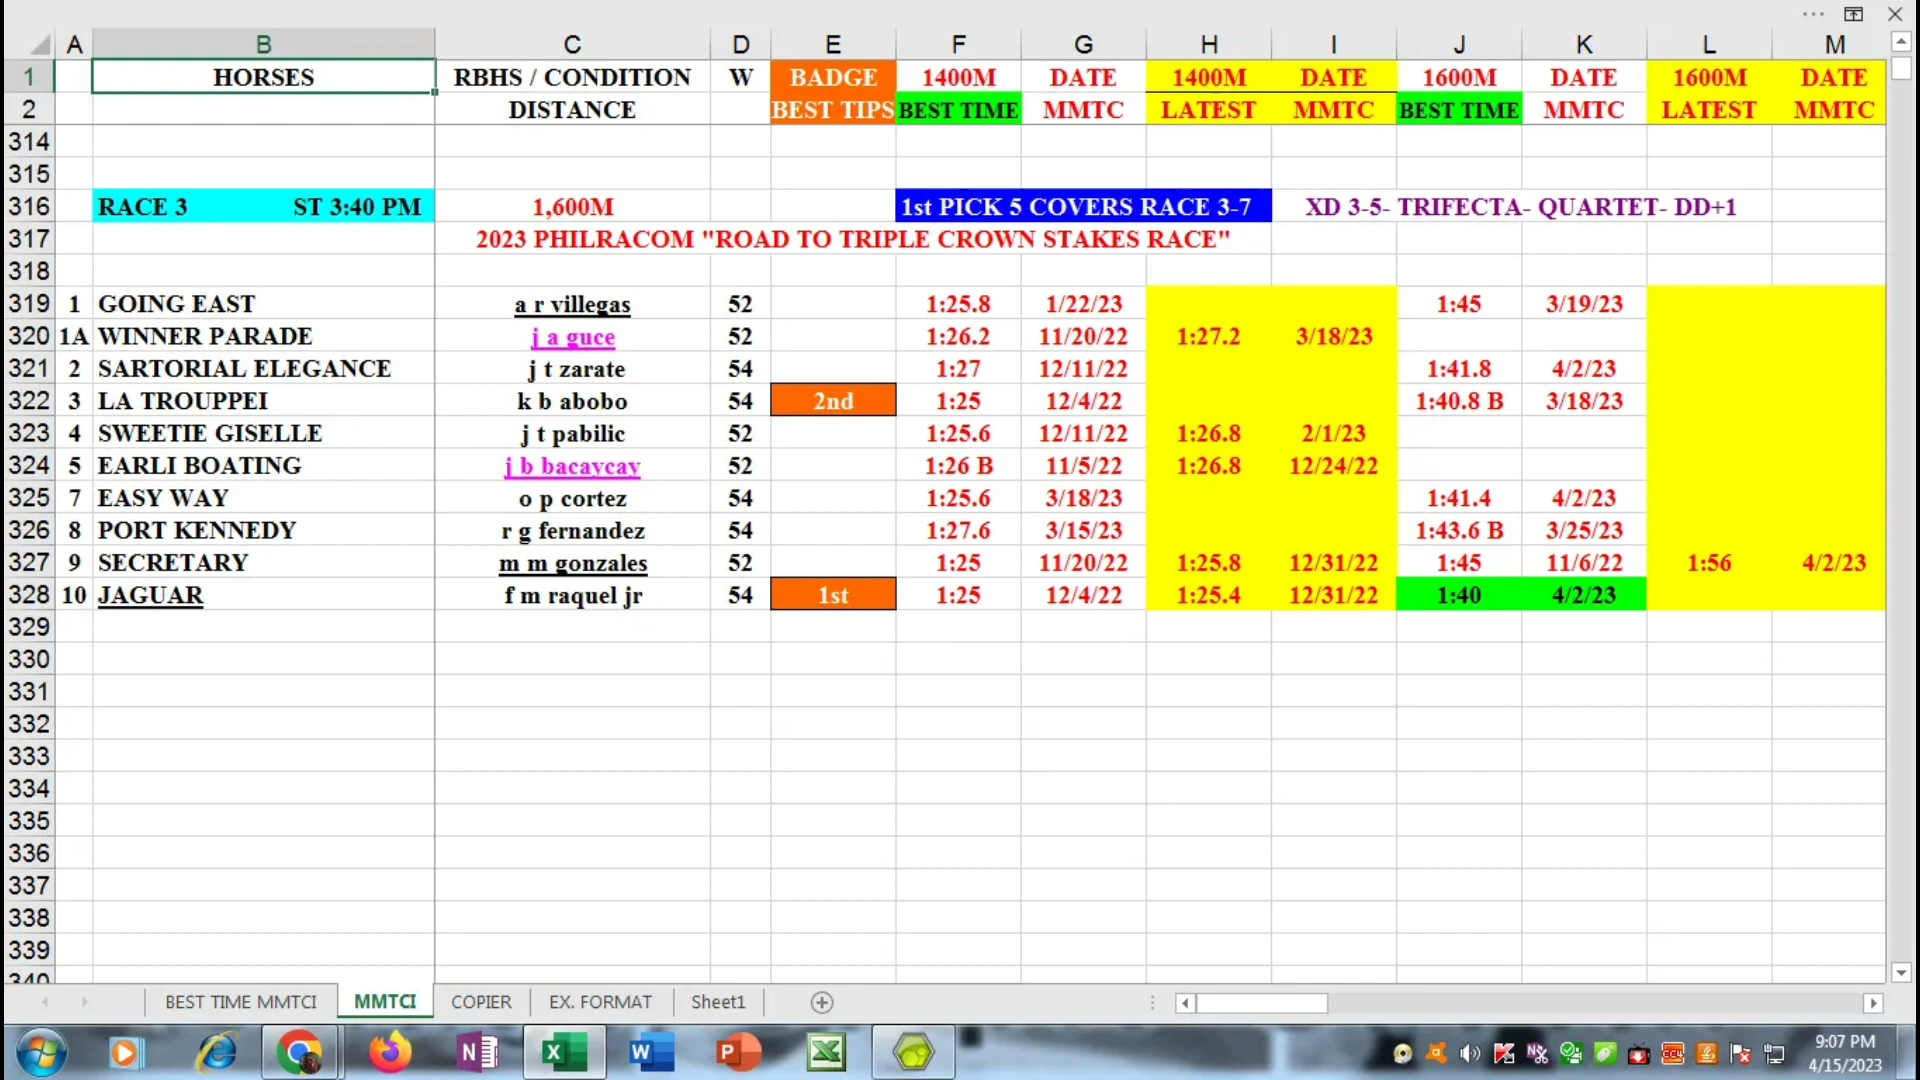 A B C D E F G H I J K L M
1 HORSES RBHS / CONDITION W BADGE 1400M DATE 1400M DATE 1600M DATE 1600M DATE
2 DISTANCE BEST TIPS BEST TIME MMTC LATEST MMTC BEST TIME MMTC LATEST MMTC
314
315
316 RACE 3 ST 3:40 PM 1,600M 1st PICK 5 COVERS RACE 3-7 XD 3-5- TRIFECTA- QUARTET- DD+1
317 2023 PHILRACOM "ROAD TO TRIPLE CROWN STAKES RACE"
318
319 1 GOING EAST a r villegas 52 1:25.8 1/22/23 1:45 3/19/23
320 1A WINNER PARADE j a guce 52 1:26.2 11/20/22 1:27.2 3/18/23
321 2 SARTORIAL ELEGANCE j t zarate 54 1:27 12/11/22 1:41.8 4/2/23
322 3 LA TROUPPEI k b abobo 54 2nd 1:25 12/4/22 1:40.8 B 3/18/23
323 4 SWEETIE GISELLE j t pabilic 52 1:25.6 12/11/22 1:26.8 2/1/23
324 5 EARLI BOATING j b bacaycay 52 1:26 B 11/5/22 1:26.8 12/24/22
325 7 EASY WAY o p cortez 54 1:25.6 3/18/23 1:41.4 4/2/23
326 8 PORT KENNEDY r g fernandez 54 1:27.6 3/15/23 1:43.6 B 3/25/23
327 9 SECRETARY m m gonzales 52 1:25 11/20/22 1:25.8 12/31/22 1:45 11/6/22 1:56 4/2/23
328 10 JAGUAR f m raquel jr 54 1st 1:25 12/4/22 1:25.4 12/31/22 1:40 4/2/23
329
330
331
332
333
334
335
336
337
338
339
340
BEST TIME MMTCI MMTCI COPIER EX. FORMAT Sheet1
9:07 PM
4/15/2023